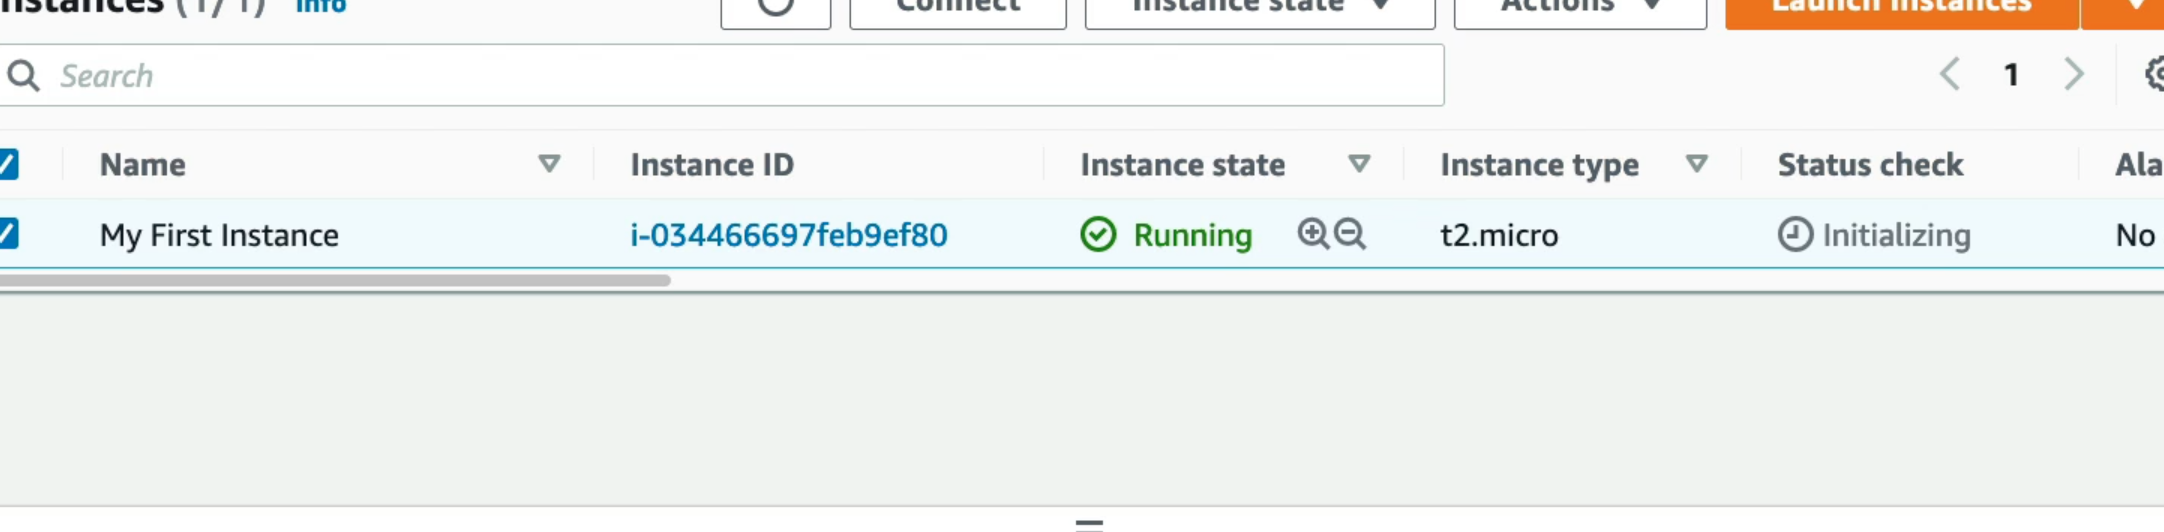 Instances (1/1) Info Connect Instance state Actions Launch instances
Search 1
Name Instance ID Instance state Instance type Status check Ala
My First Instance i-034466697feb9ef80 Running t2.micro Initializing No